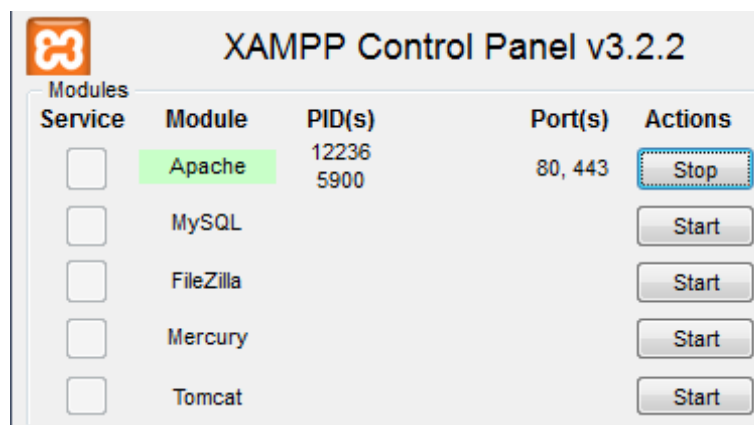 XAMPP Control Panel v3.2.2
Modules
Service Module PID(s) Port(s) Actions
Apache 12236 5900 80, 443 Stop
MySQL Start
FileZilla Start
Mercury Start
Tomcat Start